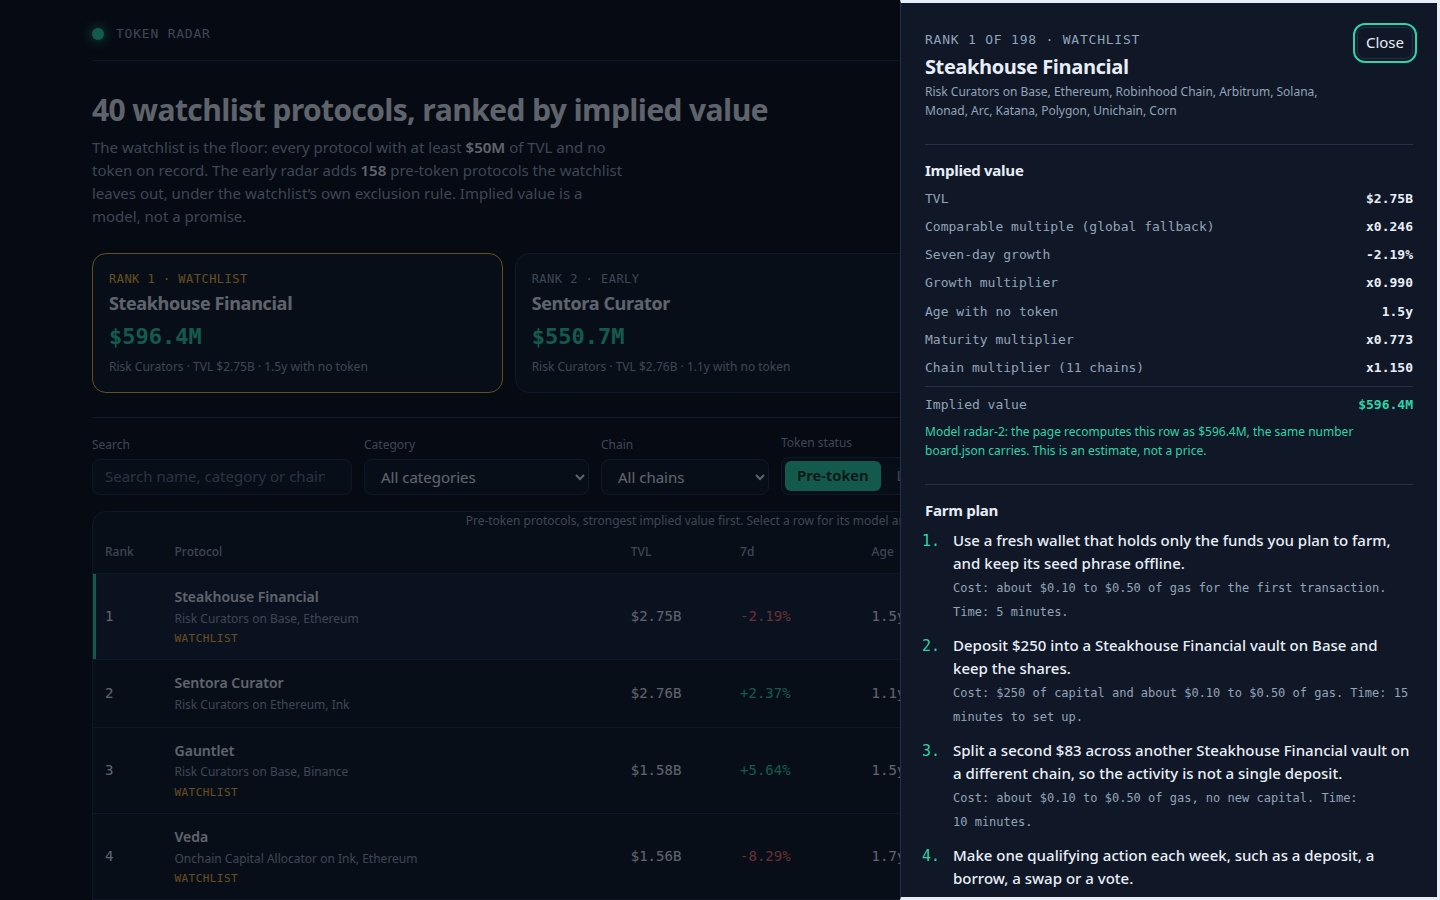 TOKEN RADAR
40 watchlist protocols, ranked by implied value
The watchlist is the floor: every protocol with at least $50M of TVL and no
token on record. The early radar adds 158 pre-token protocols the watchlist
leaves out, under the watchlist's own exclusion rule. Implied value is a
model, not a promise.
RANK 1 · WATCHLIST
Steakhouse Financial
$596.4M
Risk Curators · TVL $2.75B · 1.5y with no token
RANK 2 · EARLY
Sentora Curator
$550.7M
Risk Curators · TVL $2.76B · 1.1y with no token
Search
Category
Chain
Token status
Search name, category or chain
All categories
All chains
Pre-token
Pre-token protocols, strongest implied value first. Select a row for its model
Rank Protocol TVL 7d Age
1
Steakhouse Financial
Risk Curators on Base, Ethereum
WATCHLIST
$2.75B -2.19% 1.5y
2
Sentora Curator
Risk Curators on Ethereum, Ink
$2.76B +2.37% 1.1y
3
Gauntlet
Risk Curators on Base, Binance
WATCHLIST
$1.58B +5.64% 1.5y
4
Veda
Onchain Capital Allocator on Ink, Ethereum
WATCHLIST
$1.56B -8.29% 1.7y
RANK 1 OF 198 · WATCHLIST
Close
Steakhouse Financial
Risk Curators on Base, Ethereum, Robinhood Chain, Arbitrum, Solana,
Monad, Arc, Katana, Polygon, Unichain, Corn
Implied value
TVL $2.75B
Comparable multiple (global fallback) x0.246
Seven-day growth -2.19%
Growth multiplier x0.990
Age with no token 1.5y
Maturity multiplier x0.773
Chain multiplier (11 chains) x1.150
Implied value $596.4M
Model radar-2: the page recomputes this row as $596.4M, the same number
board.json carries. This is an estimate, not a price.
Farm plan
1. Use a fresh wallet that holds only the funds you plan to farm,
and keep its seed phrase offline.
Cost: about $0.10 to $0.50 of gas for the first transaction.
Time: 5 minutes.
2. Deposit $250 into a Steakhouse Financial vault on Base and
keep the shares.
Cost: $250 of capital and about $0.10 to $0.50 of gas. Time: 15
minutes to set up.
3. Split a second $83 across another Steakhouse Financial vault on
a different chain, so the activity is not a single deposit.
Cost: about $0.10 to $0.50 of gas, no new capital. Time:
10 minutes.
4. Make one qualifying action each week, such as a deposit, a
borrow, a swap or a vote.